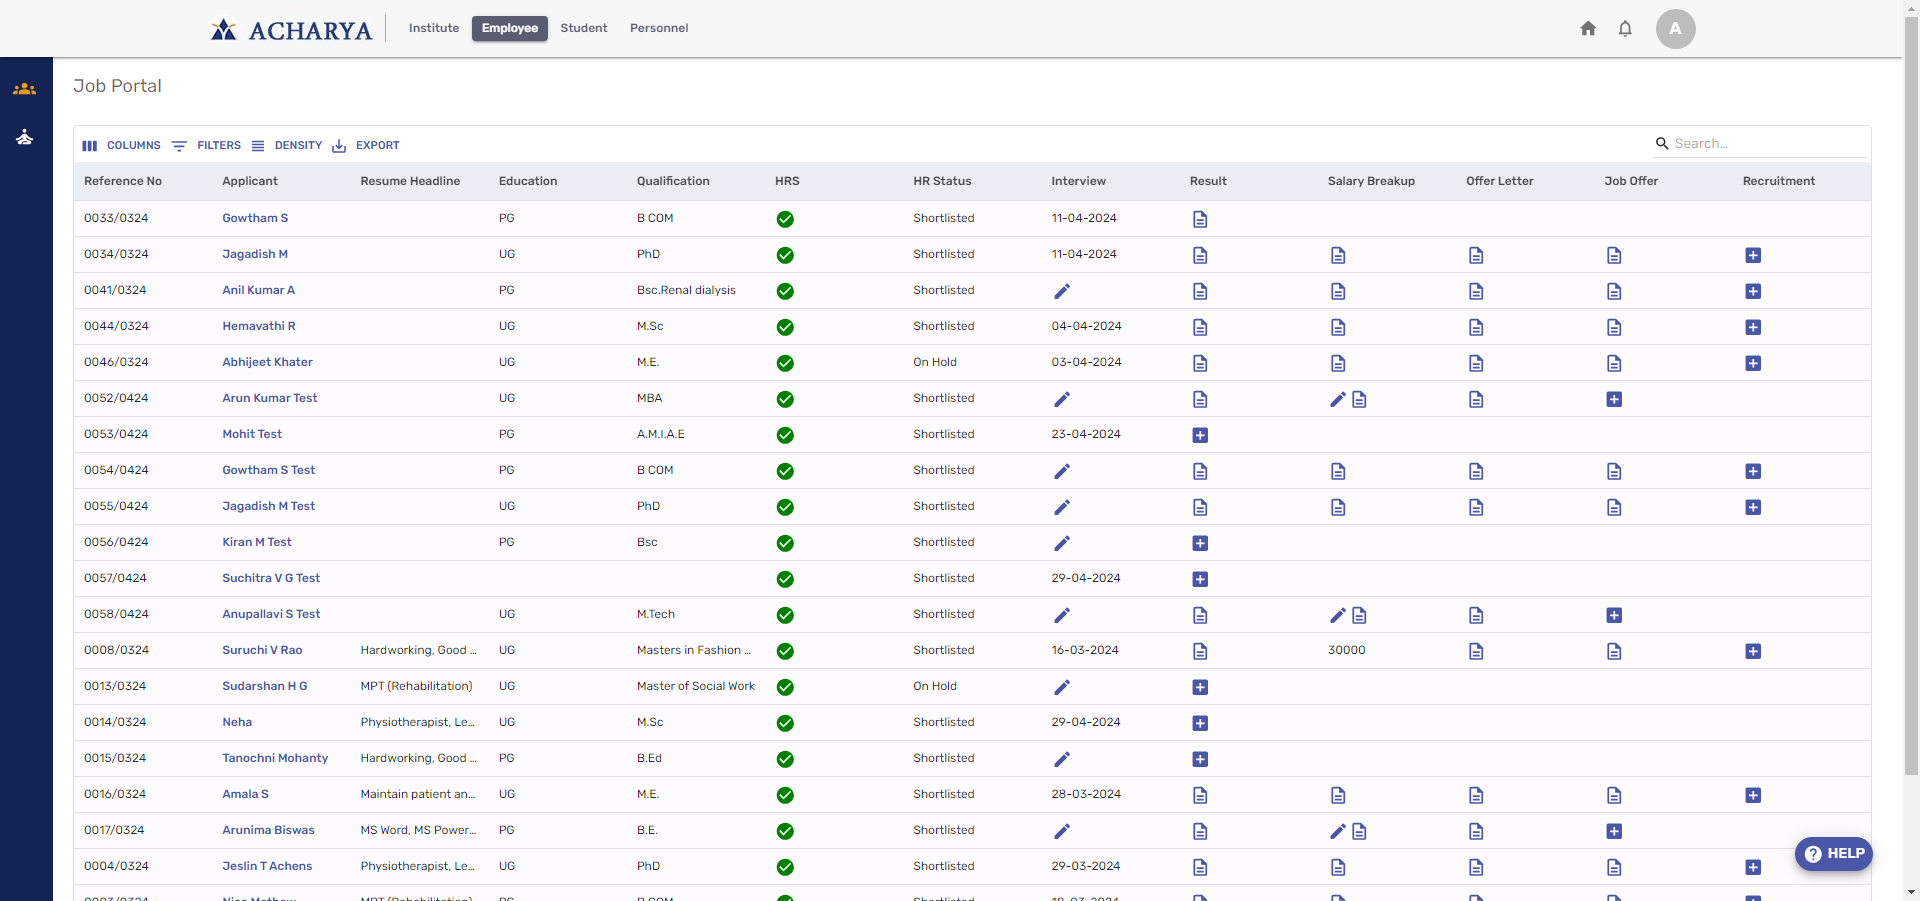 ACHARYA Institute Employee Student Personnel A
Job Portal
COLUMNS FILTERS DENSITY EXPORT Search...
Reference No Applicant Resume Headline Education Qualification HRS HR Status Interview Result Salary Breakup Offer Letter Job Offer Recruitment
0033/0324 Gowtham S PG B COM Shortlisted 11-04-2024
0034/0324 Jagadish M UG PhD Shortlisted 11-04-2024
0041/0324 Anil Kumar A PG Bsc.Renal dialysis Shortlisted
0044/0324 Hemavathi R UG M.Sc Shortlisted 04-04-2024
0046/0324 Abhijeet Khater UG M.E. On Hold 03-04-2024
0052/0424 Arun Kumar Test UG MBA Shortlisted
0053/0424 Mohit Test PG A.M.I.A.E Shortlisted 23-04-2024
0054/0424 Gowtham S Test PG B COM Shortlisted
0055/0424 Jagadish M Test UG PhD Shortlisted
0056/0424 Kiran M Test PG Bsc Shortlisted
0057/0424 Suchitra V G Test Shortlisted 29-04-2024
0058/0424 Anupallavi S Test UG M.Tech Shortlisted
0008/0324 Suruchi V Rao Hardworking, Good ... UG Masters in Fashion ... Shortlisted 16-03-2024 30000
0013/0324 Sudarshan H G MPT (Rehabilitation) UG Master of Social Work On Hold
0014/0324 Neha Physiotherapist, Le... UG M.Sc Shortlisted 29-04-2024
0015/0324 Tanochni Mohanty Hardworking, Good ... PG B.Ed Shortlisted
0016/0324 Amala S Maintain patient an... UG M.E. Shortlisted 28-03-2024
0017/0324 Arunima Biswas MS Word, MS Power... PG B.E. Shortlisted
HELP
0004/0324 Jeslin T Achens Physiotherapist, Le... UG PhD Shortlisted 29-03-2024